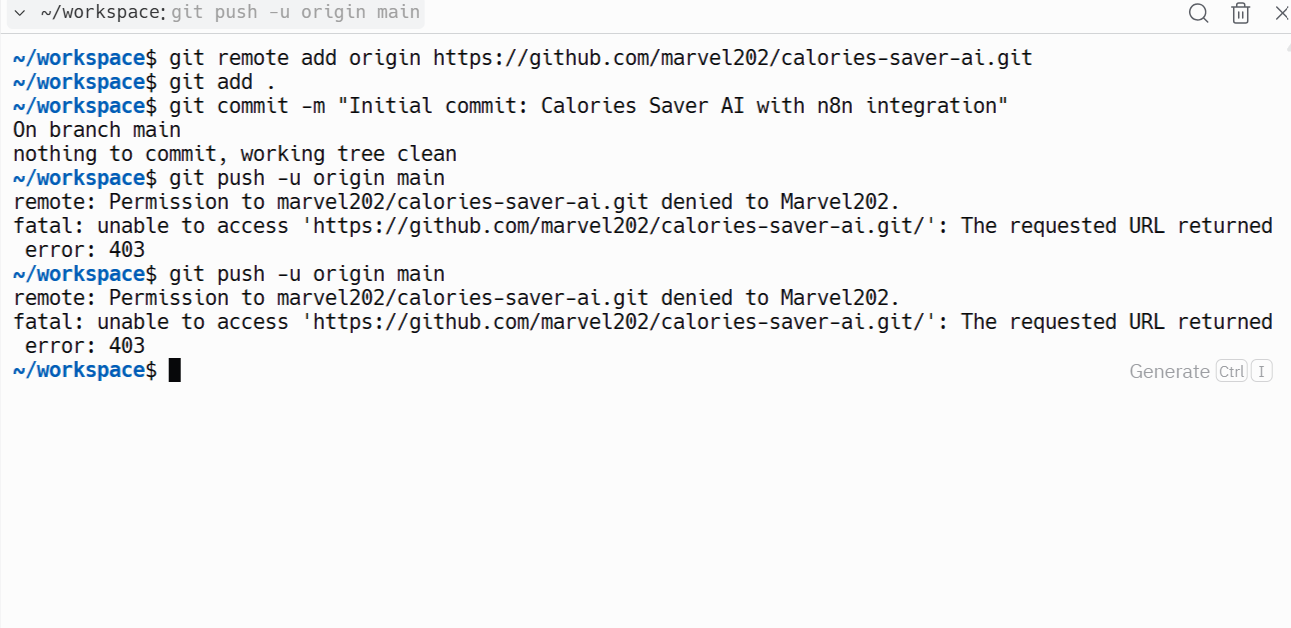 ~/workspace: git push -u origin main
~/workspace$ git remote add origin https://github.com/marvel202/calories-saver-ai.git
~/workspace$ git add .
~/workspace$ git commit -m "Initial commit: Calories Saver AI with n8n integration"
On branch main
nothing to commit, working tree clean
~/workspace$ git push -u origin main
remote: Permission to marvel202/calories-saver-ai.git denied to Marvel202.
fatal: unable to access 'https://github.com/marvel202/calories-saver-ai.git/': The requested URL returned
 error: 403
~/workspace$ git push -u origin main
remote: Permission to marvel202/calories-saver-ai.git denied to Marvel202.
fatal: unable to access 'https://github.com/marvel202/calories-saver-ai.git/': The requested URL returned
 error: 403
~/workspace$
Generate Ctrl I